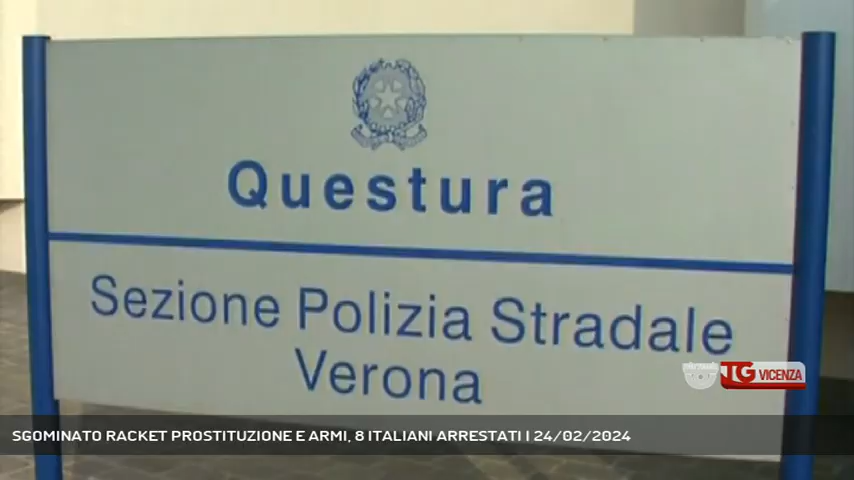 Questura
Sezione Polizia Stradale
Verona
TG VICENZA
SGOMINATO RACKET PROSTITUZIONE E ARMI, 8 ITALIANI ARRESTATI | 24/02/2024